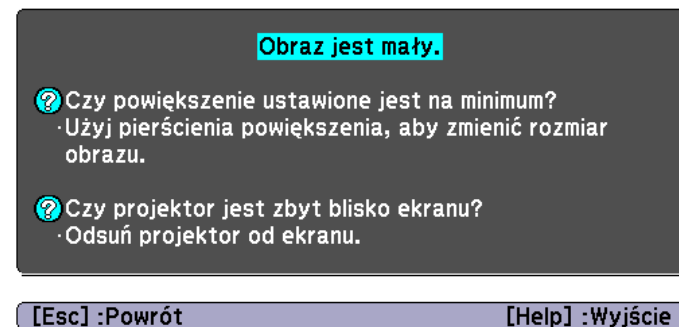 Obraz jest mały.
Czy powiększenie ustawione jest na minimum?
·Użyj pierścienia powiększenia, aby zmienić rozmiar
obrazu.
Czy projektor jest zbyt blisko ekranu?
·Odsuń projektor od ekranu.
[Esc] :Powrót [Help] :Wyjście